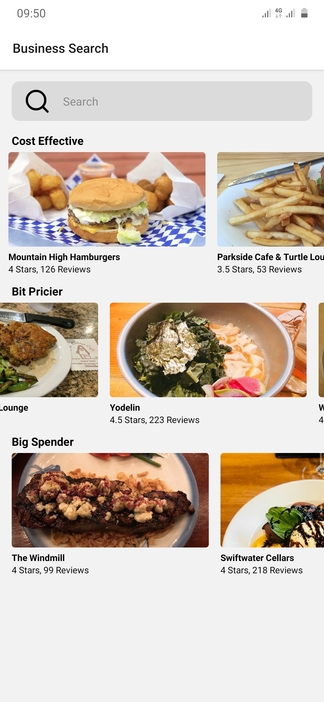 09:50
4G
Business Search
Search
Cost Effective
Mountain High Hamburgers
4 Stars, 126 Reviews
Parkside Cafe & Turtle Lou
3.5 Stars, 53 Reviews
Bit Pricier
Lounge
Yodelin
4.5 Stars, 223 Reviews
W
4
Big Spender
The Windmill
4 Stars, 99 Reviews
Swiftwater Cellars
4 Stars, 218 Reviews